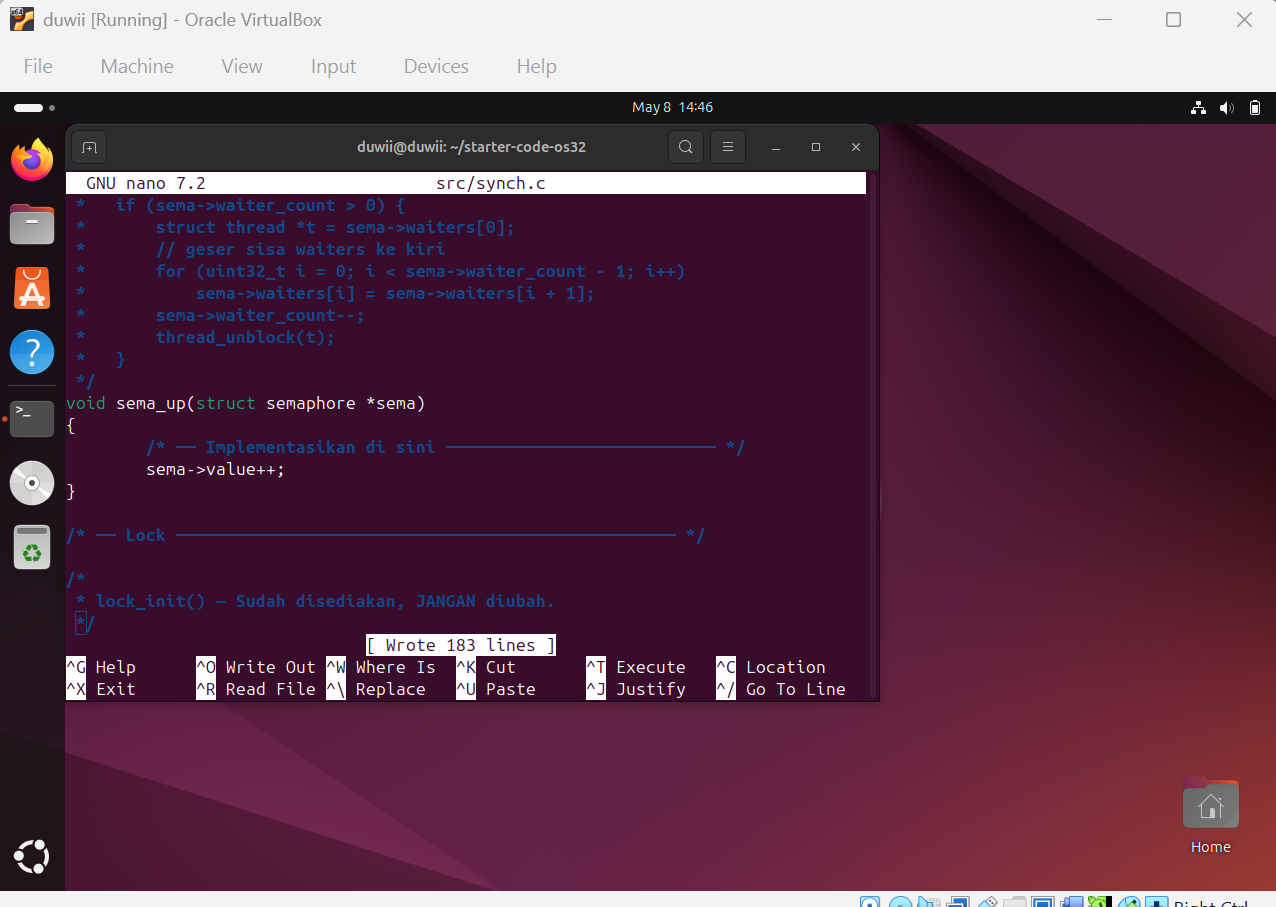 duwii [Running] - Oracle VirtualBox
File Machine View Input Devices Help
May 8 14:46
duwii@duwii: ~/starter-code-os32
GNU nano 7.2 src/synch.c
 *   if (sema->waiter_count > 0) {
 *       struct thread *t = sema->waiters[0];
 *       // geser sisa waiters ke kiri
 *       for (uint32_t i = 0; i < sema->waiter_count - 1; i++)
 *           sema->waiters[i] = sema->waiters[i + 1];
 *       sema->waiter_count--;
 *       thread_unblock(t);
 *   }
 */
void sema_up(struct semaphore *sema)
{
        /* ── Implementasikan di sini ─────────────────────────── */
        sema->value++;
}
/* ── Lock ────────────────────────────────────────────────── */
/*
 * lock_init() — Sudah disediakan, JANGAN diubah.
 */
[ Wrote 183 lines ]
^G Help ^O Write Out ^W Where Is ^K Cut ^T Execute ^C Location
^X Exit ^R Read File ^\ Replace ^U Paste ^J Justify ^/ Go To Line
Home
Right Ctrl